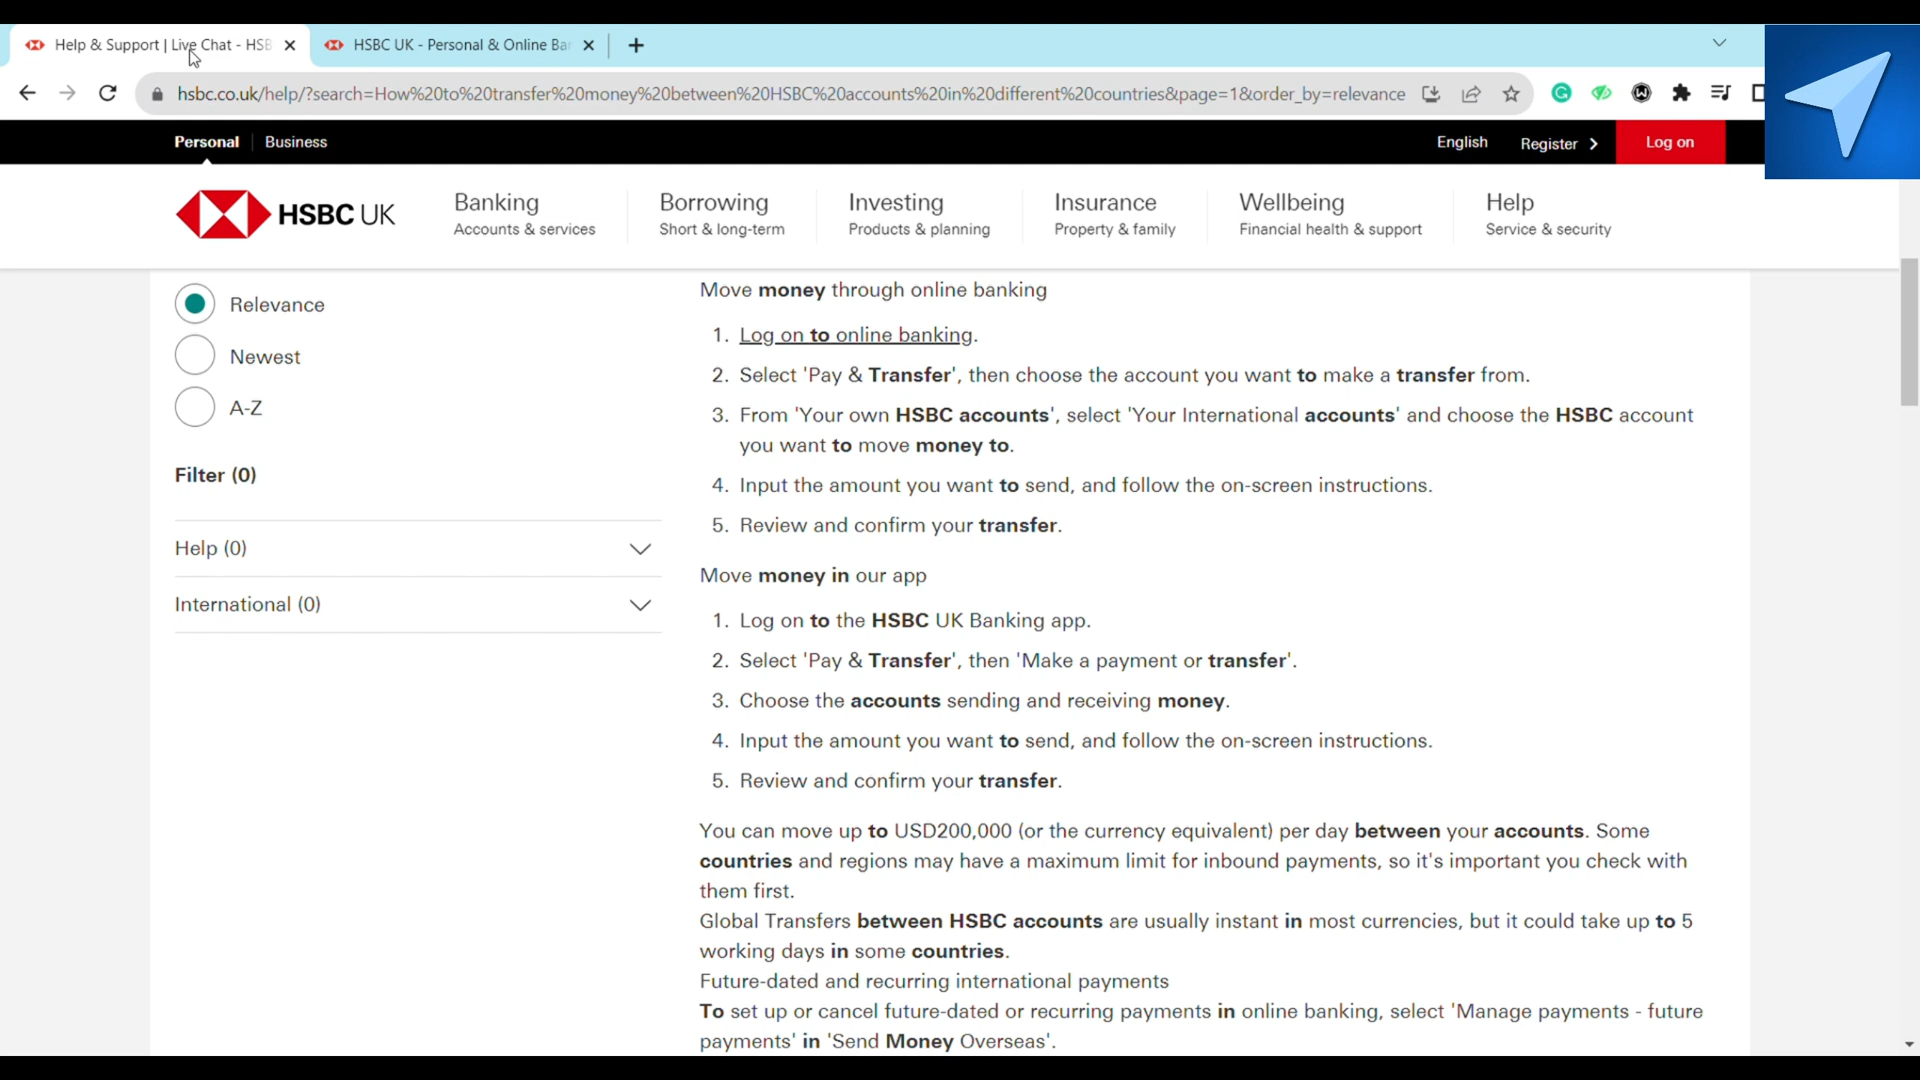 Help & Support | Live Chat - HSB
HSBC UK - Personal & Online Ba
hsbc.co.uk/help/?search=How%20to%20transfer%20money%20between%20HSBC%20accounts%20in%20different%20countries&page=1&order_by=relevance
Personal
Business
English
Register
Log on
HSBC UK
Banking
Accounts & services
Borrowing
Short & long-term
Investing
Products & planning
Insurance
Property & family
Wellbeing
Financial health & support
Help
Service & security
Relevance
Newest
A-Z
Filter (0)
Help (0)
International (0)
Move money through online banking
1. Log on to online banking.
2. Select 'Pay & Transfer', then choose the account you want to make a transfer from.
3. From 'Your own HSBC accounts', select 'Your International accounts' and choose the HSBC account
you want to move money to.
4. Input the amount you want to send, and follow the on-screen instructions.
5. Review and confirm your transfer.
Move money in our app
1. Log on to the HSBC UK Banking app.
2. Select 'Pay & Transfer', then 'Make a payment or transfer'.
3. Choose the accounts sending and receiving money.
4. Input the amount you want to send, and follow the on-screen instructions.
5. Review and confirm your transfer.
You can move up to USD200,000 (or the currency equivalent) per day between your accounts. Some
countries and regions may have a maximum limit for inbound payments, so it's important you check with
them first.
Global Transfers between HSBC accounts are usually instant in most currencies, but it could take up to 5
working days in some countries.
Future-dated and recurring international payments
To set up or cancel future-dated or recurring payments in online banking, select 'Manage payments - future
payments' in 'Send Money Overseas'.